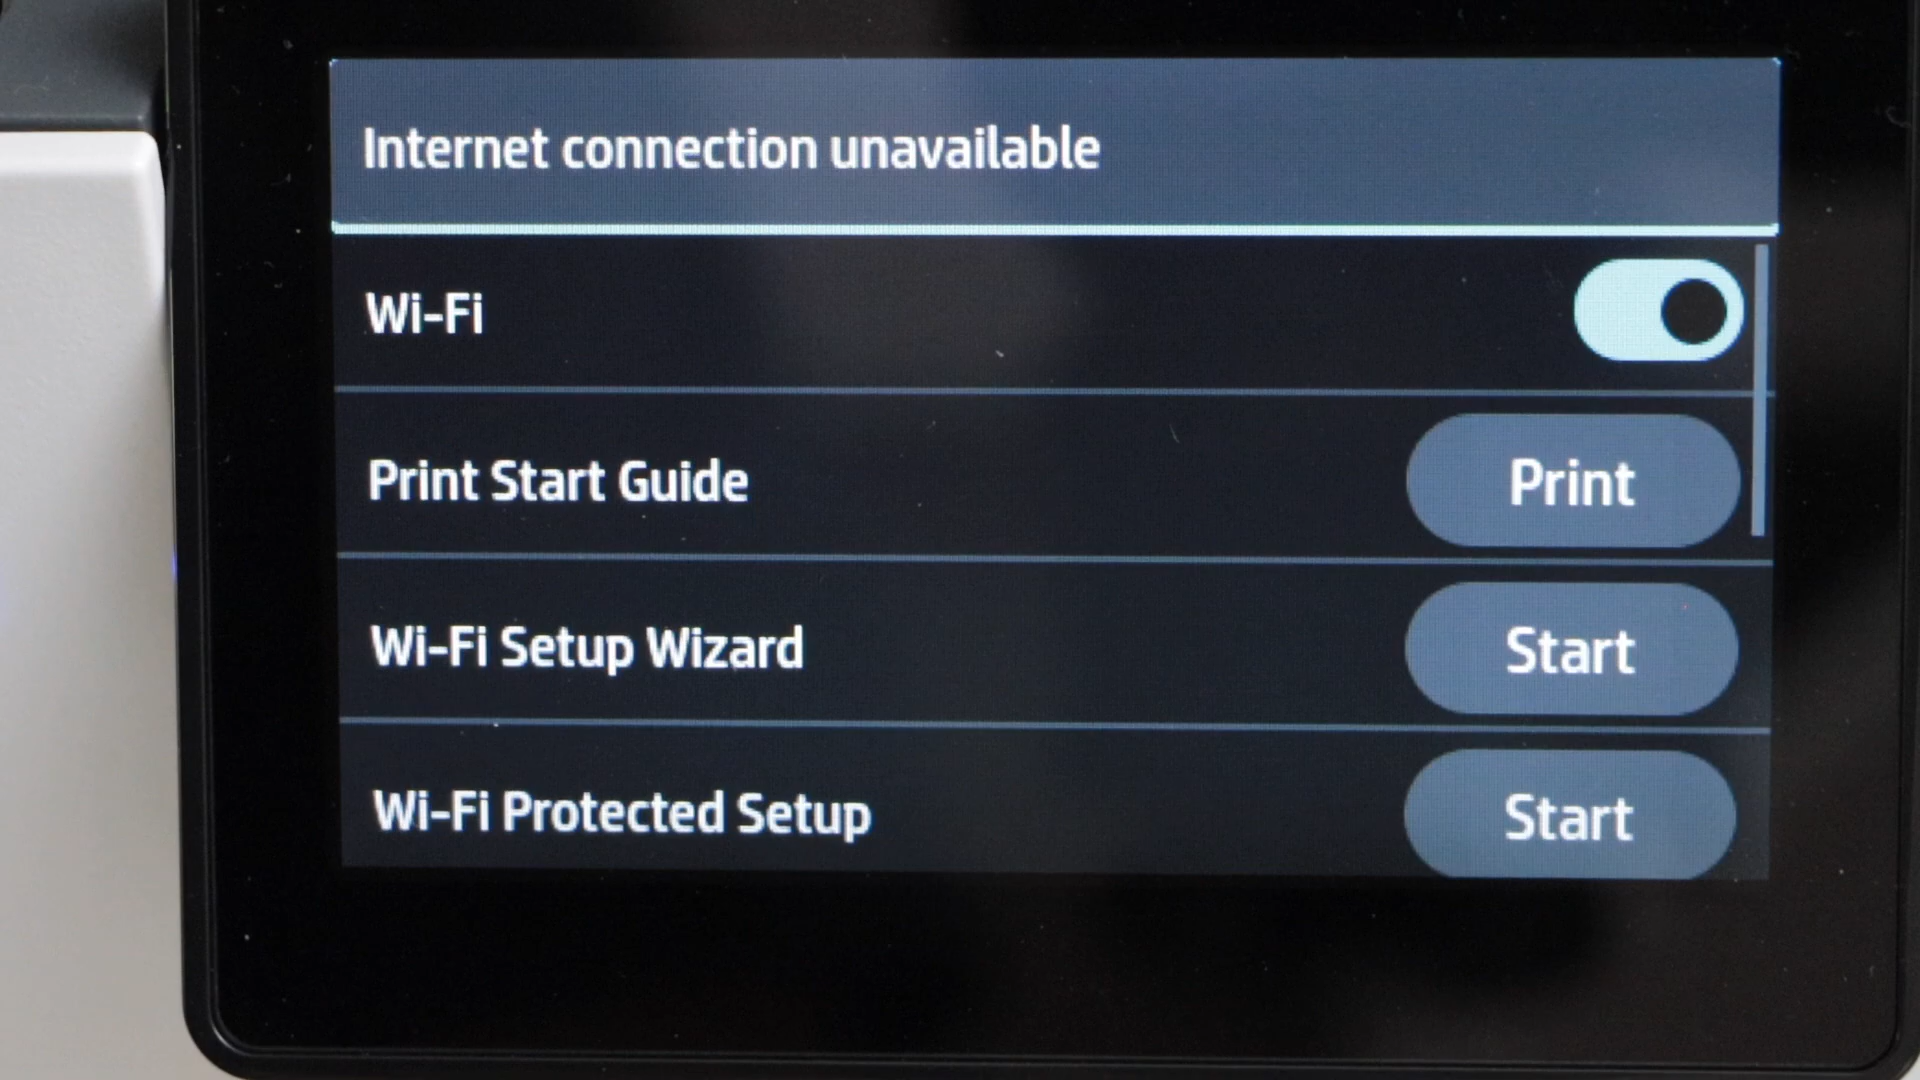 Internet connection unavailable
Wi-Fi
Print Start Guide
Print
Wi-Fi Setup Wizard
Start
Wi-Fi Protected Setup
Start